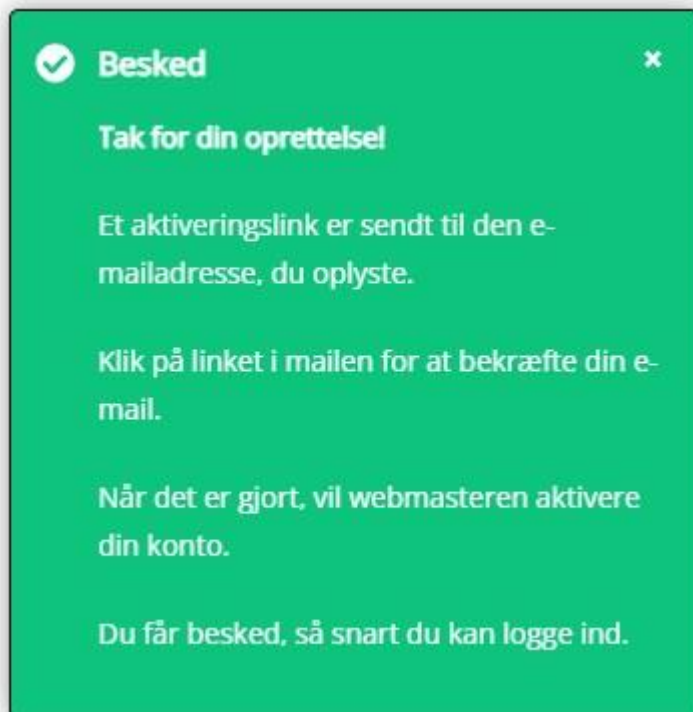 Besked
Tak for din oprettelse!
Et aktiveringslink er sendt til den e-
mailadresse, du oplyste.
Klik på linket i mailen for at bekræfte din e-
mail.
Når det er gjort, vil webmasteren aktivere
din konto.
Du får besked, så snart du kan logge ind.